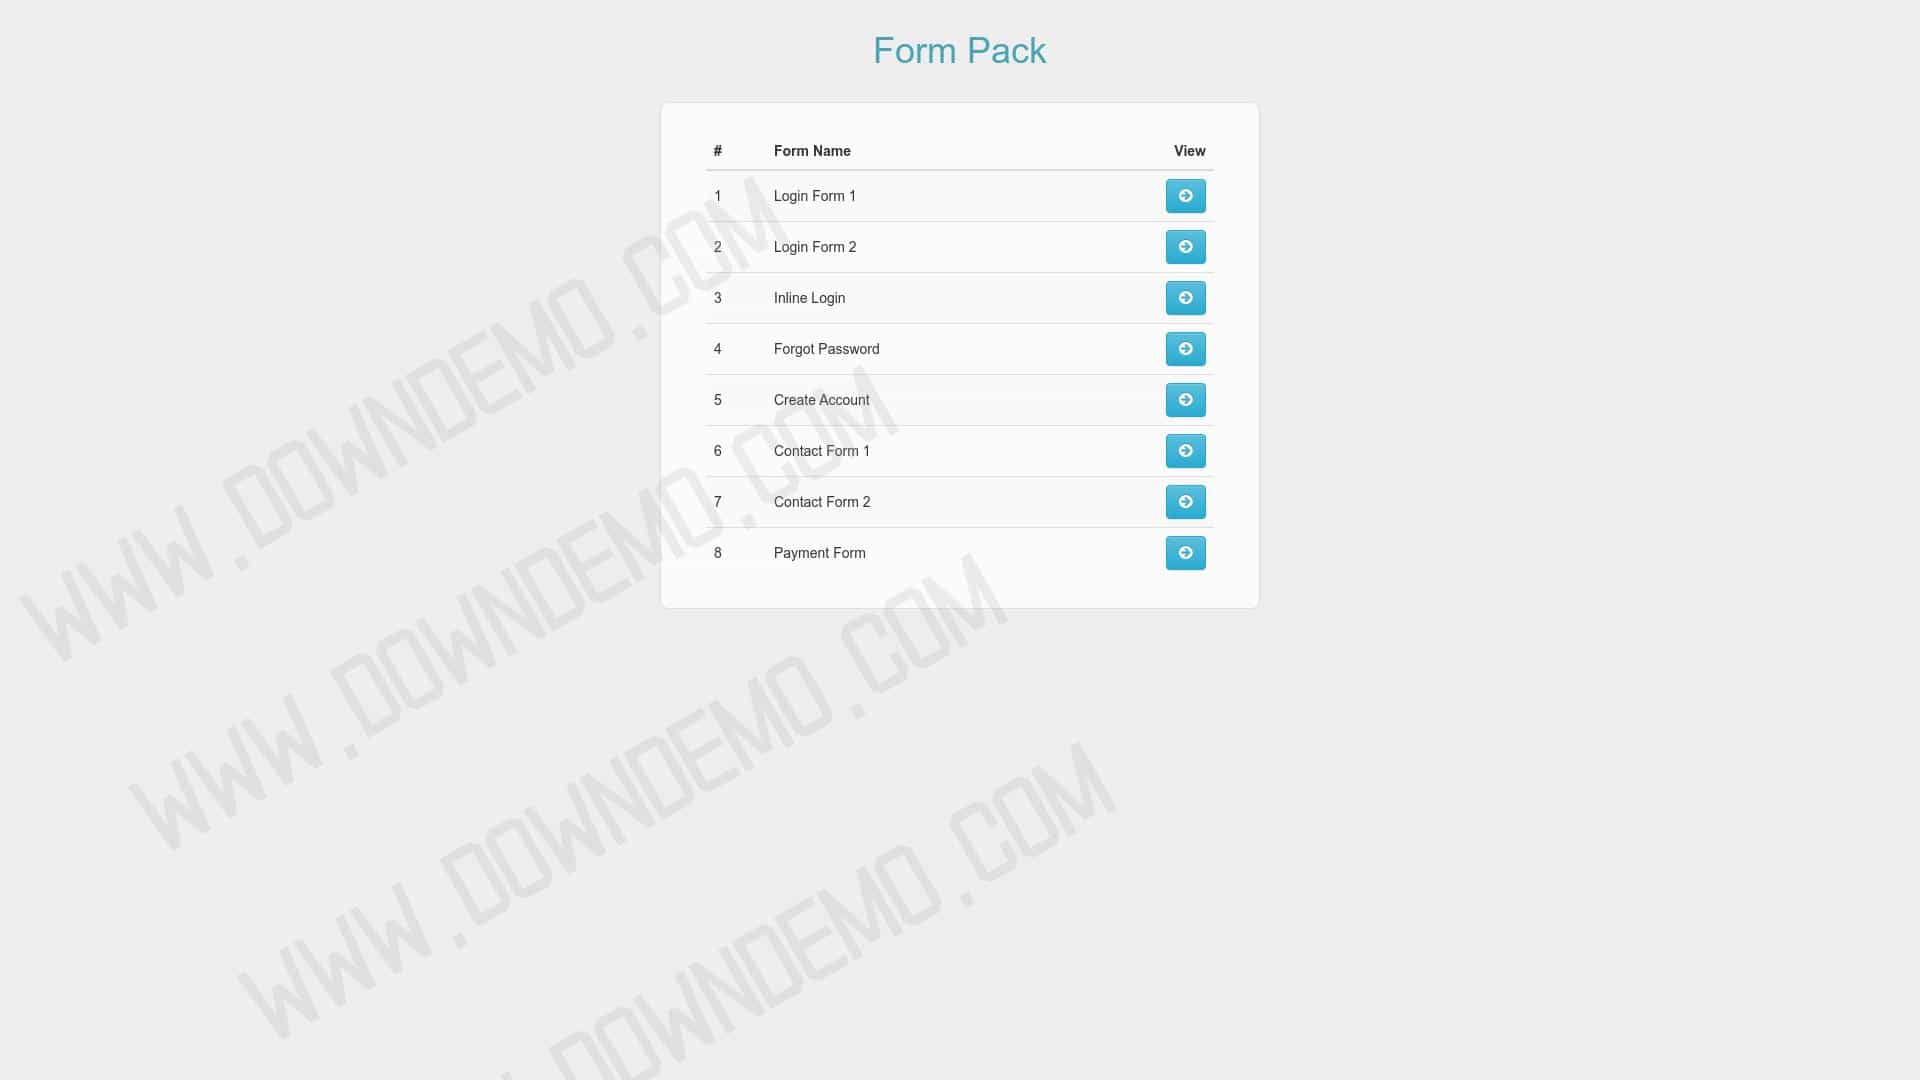 Form Pack
# Form Name View
1 Login Form 1
2 Login Form 2
3 Inline Login
4 Forgot Password
5 Create Account
6 Contact Form 1
7 Contact Form 2
8 Payment Form
WWW.DOWNDEMO.COM
WWW.DOWNDEMO.COM
WWW.DOWNDEMO.COM
DOWNDEMO.COM